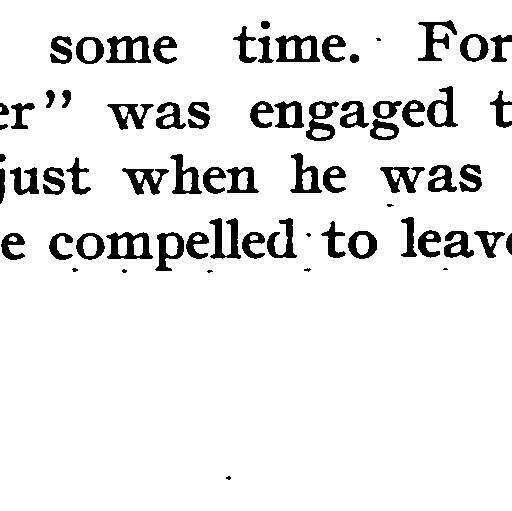 some time. For
er” was engaged t
just when he was
e compelled to leave